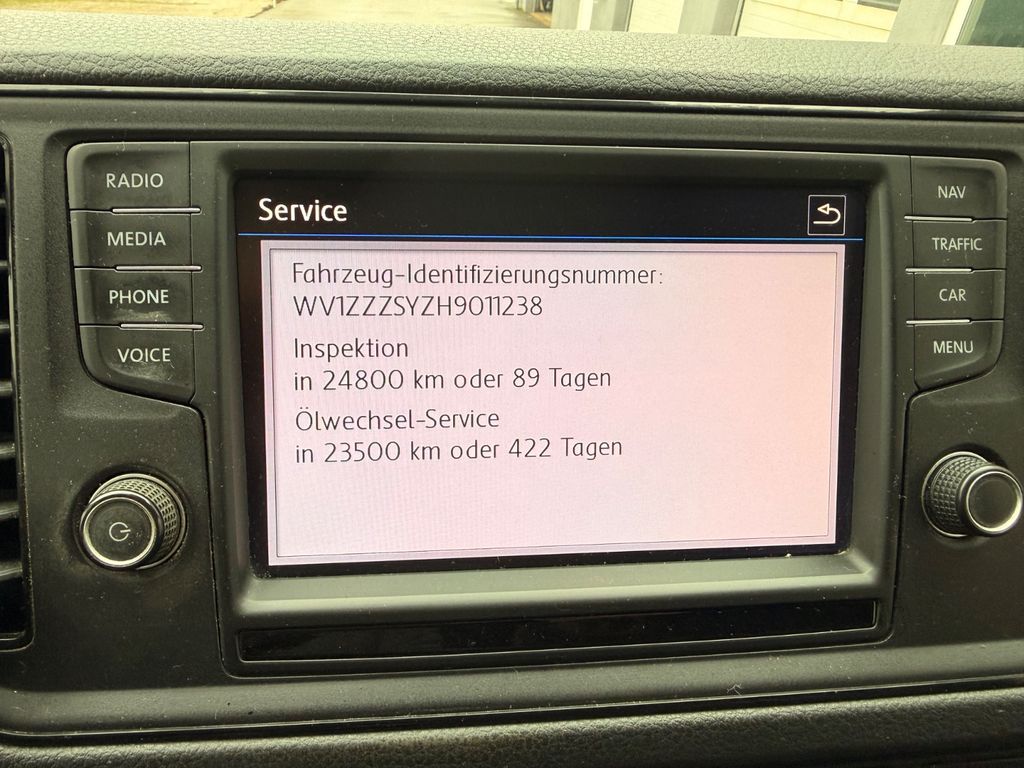 RADIO
MEDIA
PHONE
VOICE
Service
Fahrzeug-Identifizierungsnummer:
WV1ZZZSYZH9011238
Inspektion
in 24800 km oder 89 Tagen
Ölwechsel-Service
in 23500 km oder 422 Tagen
NAV
TRAFFIC
CAR
MENU